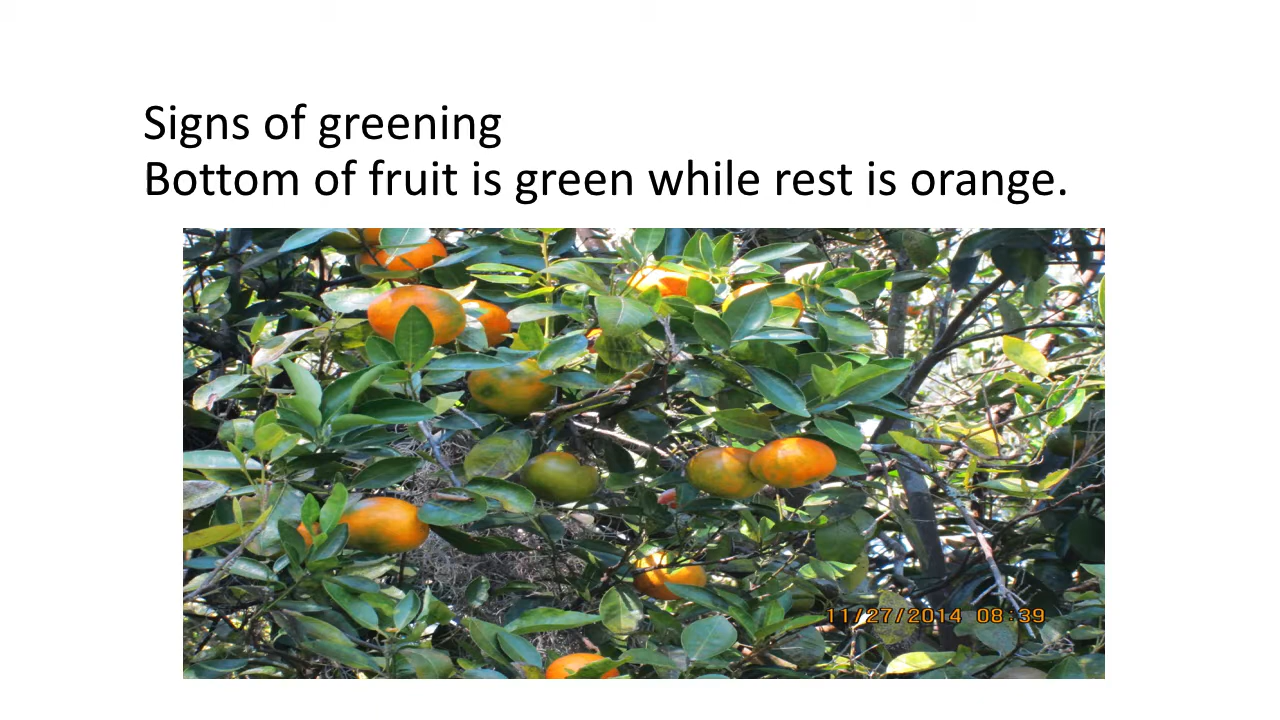 Signs of greening
Bottom of fruit is green while rest is orange.
11/27/2014 08:39